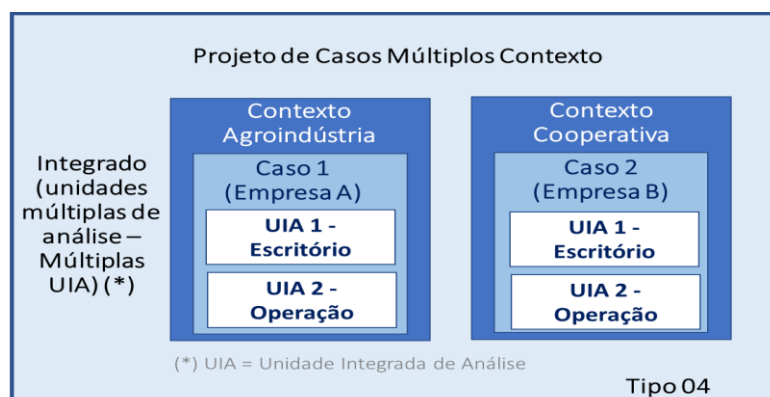 Projeto de Casos Múltiplos Contexto
Integrado
(unidades
múltiplas de
análise –
Múltiplas
UIA) (*)
Contexto
Agroindústria
Caso 1
(Empresa A)
UIA 1 -
Escritório
UIA 2 -
Operação
Contexto
Cooperativa
Caso 2
(Empresa B)
UIA 1 -
Escritório
UIA 2 -
Operação
(*) UIA = Unidade Integrada de Análise
Tipo 04